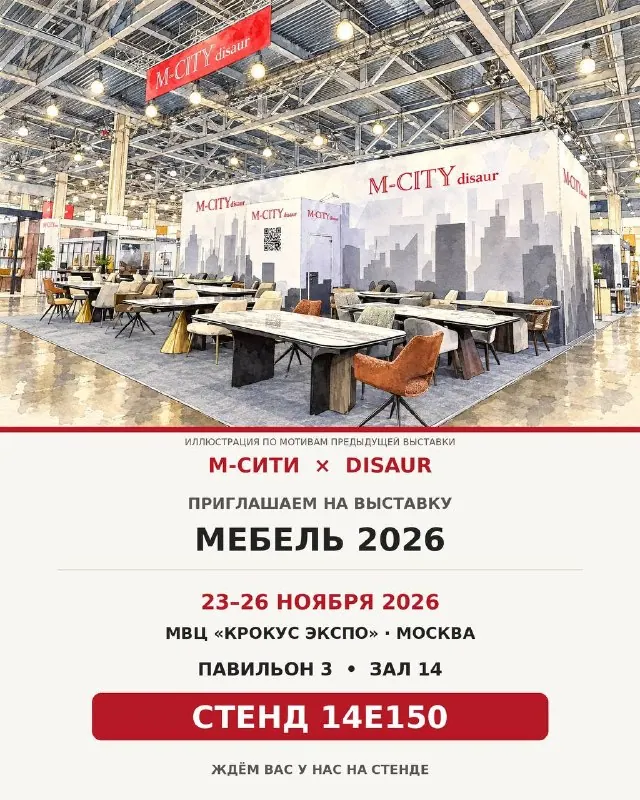 M-CITY disaur
M-CITY disaur
M-CITY disaur
M-CITY disaur
M-CITY
ИЛЛЮСТРАЦИЯ ПО МОТИВАМ ПРЕДЫДУЩЕЙ ВЫСТАВКИ
М-СИТИ × DISAUR
ПРИГЛАШАЕМ НА ВЫСТАВКУ
МЕБЕЛЬ 2026
23–26 НОЯБРЯ 2026
МВЦ «КРОКУС ЭКСПО» · МОСКВА
ПАВИЛЬОН 3 • ЗАЛ 14
СТЕНД 14E150
ЖДЁМ ВАС У НАС НА СТЕНДЕ